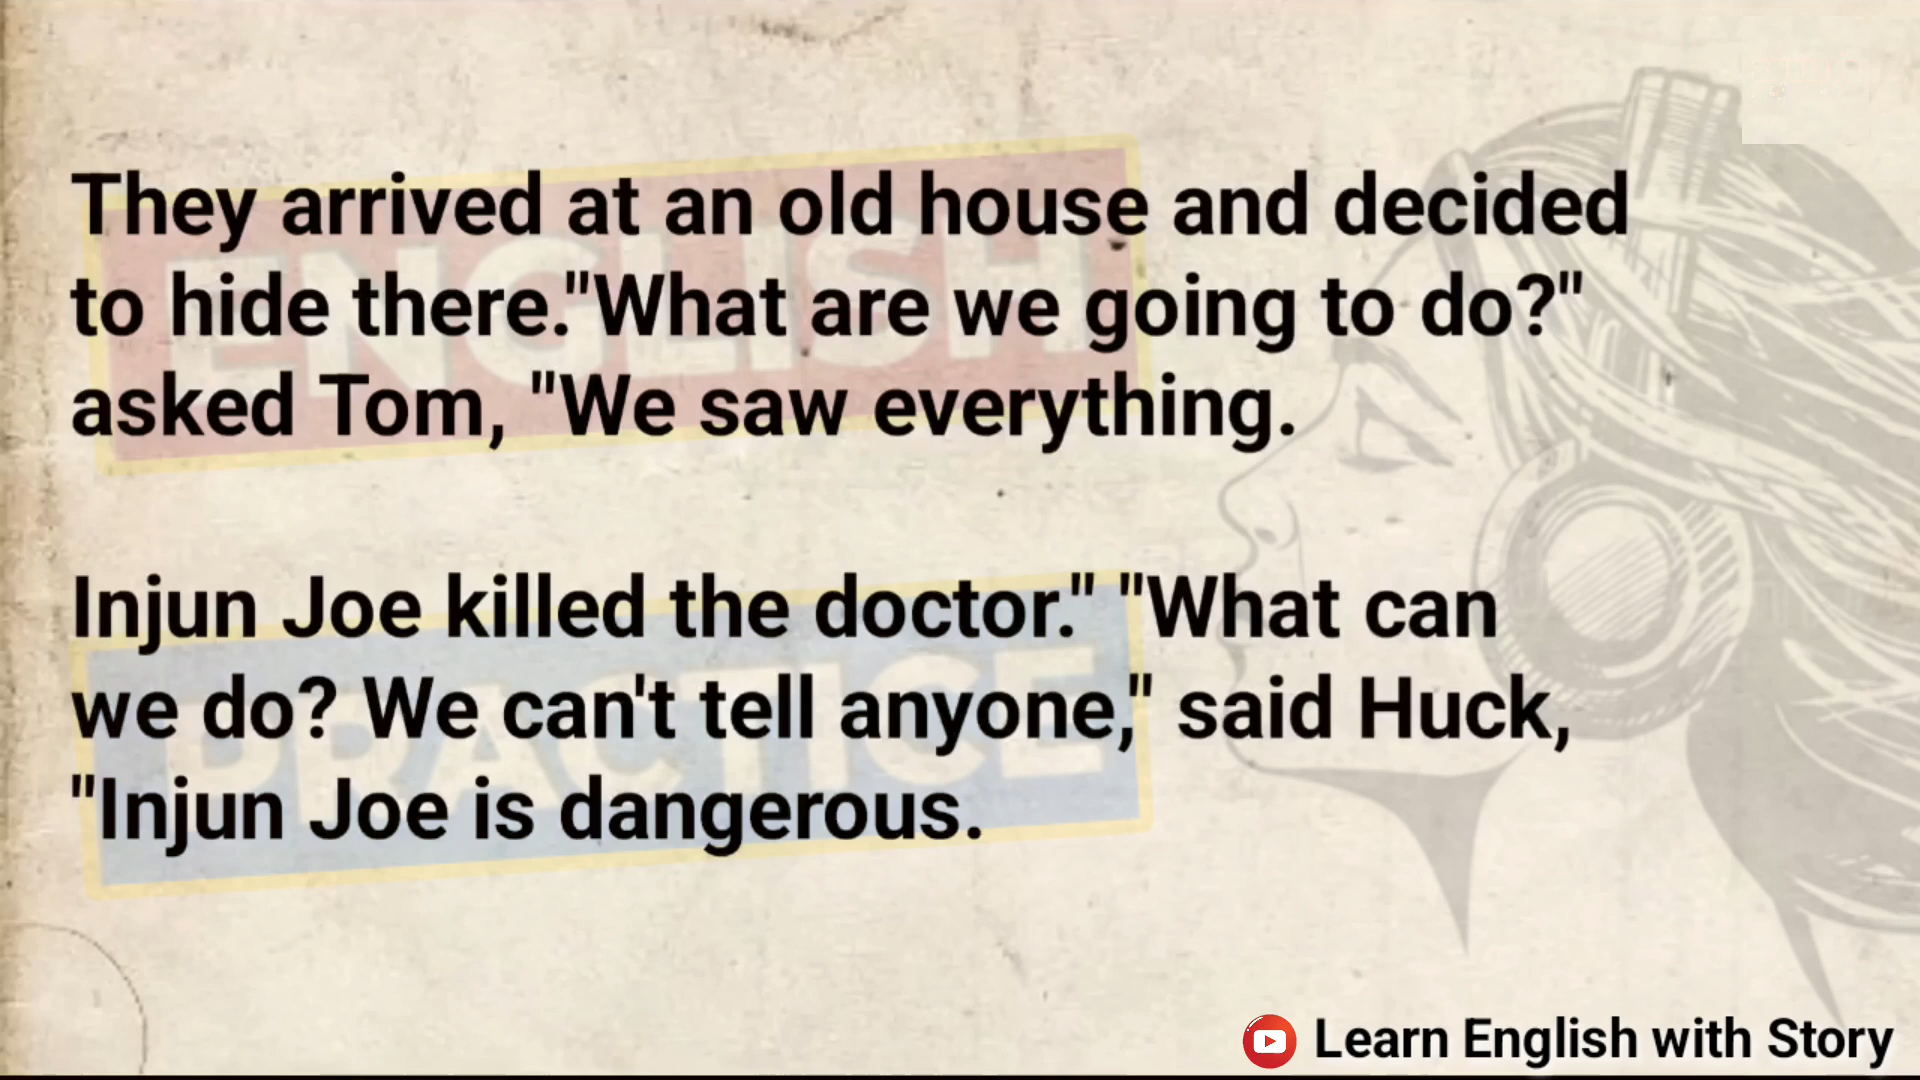 They arrived at an old house and decided
to hide there."What are we going to do?"
asked Tom, "We saw everything.
Injun Joe killed the doctor." "What can
we do? We can't tell anyone," said Huck,
"Injun Joe is dangerous.
ENGLISH
PRACTICE
Learn English with Story